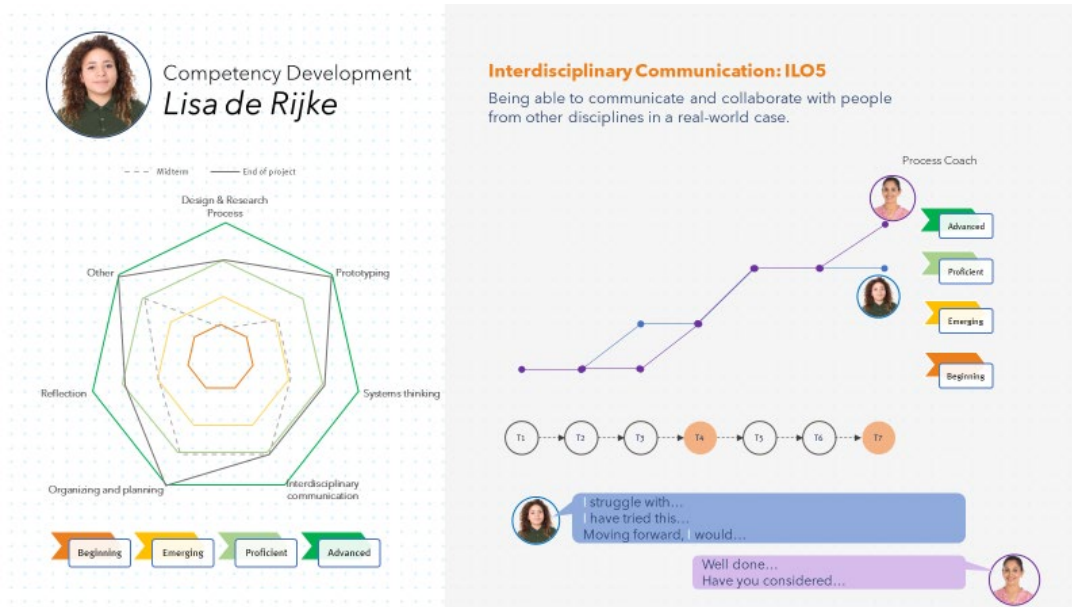 Competency Development
Lisa de Rijke
Midterm
End of project
Design & Research
Process
Other
Prototyping
Reflection
Systems thinking
Organizing and planning
Interdisciplinary
communication
Beginning
Emerging
Proficient
Advanced
Interdisciplinary Communication: ILO5
Being able to communicate and collaborate with people
from other disciplines in a real-world case.
Process Coach
Advanced
Proficient
Emerging
Beginning
T1
T2
T3
T4
T5
T6
T7
I struggle with...
I have tried this...
Moving forward, I would...
Well done...
Have you considered...